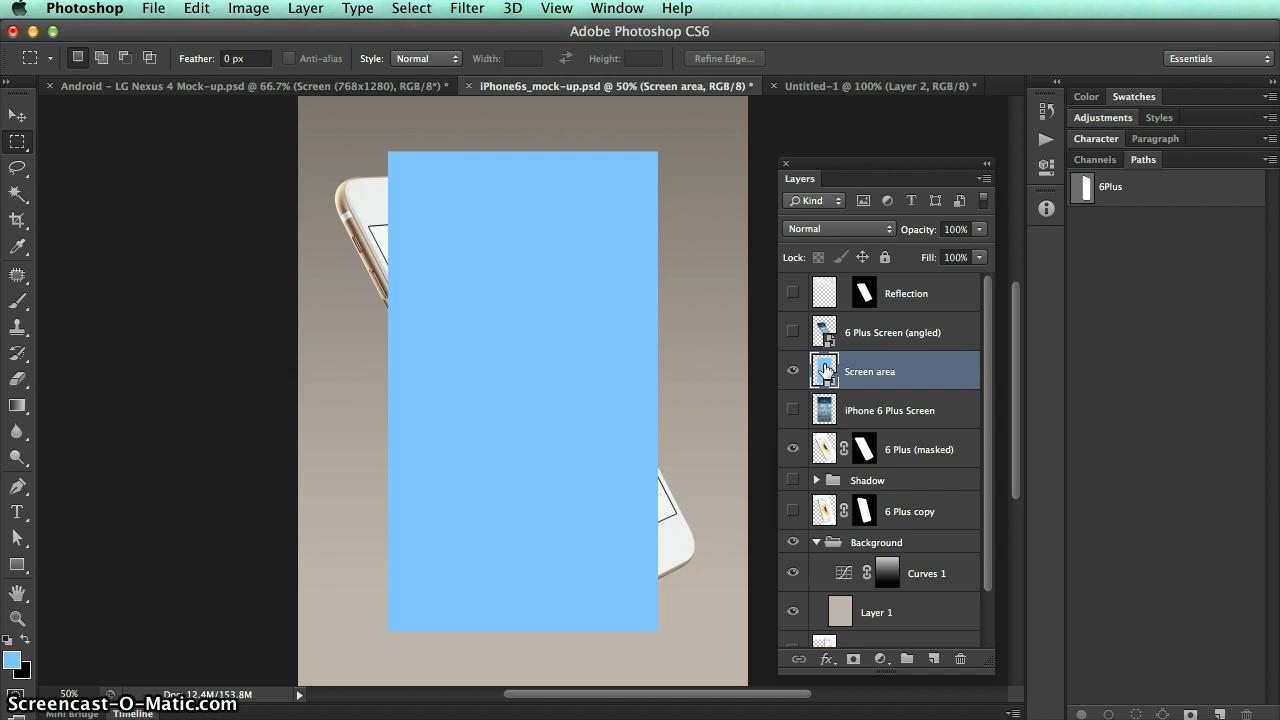 Photoshop File Edit Image Layer Type Select Filter 3D View Window Help
Adobe Photoshop CS6
Feather: 0 px Anti-alias Style: Normal Width: Height: Refine Edge... Essentials
Android – LG Nexus 4 Mock-up.psd @ 66.7% (Screen (768x1280), RGB/8*) * iPhone6s_mock-up.psd @ 50% (Screen area, RGB/8) * Untitled-1 @ 100% (Layer 2, RGB/8) *
Color Swatches
Adjustments Styles
Character Paragraph
Channels Paths
6Plus
Layers
Kind
Normal Opacity: 100%
Lock: Fill: 100%
Reflection
6 Plus Screen (angled)
Screen area
iPhone 6 Plus Screen
6 Plus (masked)
Shadow
6 Plus copy
Background
Curves 1
Layer 1
50% Doc: 12.4M/153.8M
Screencast-O-Matic.com
Mini Bridge Timeline